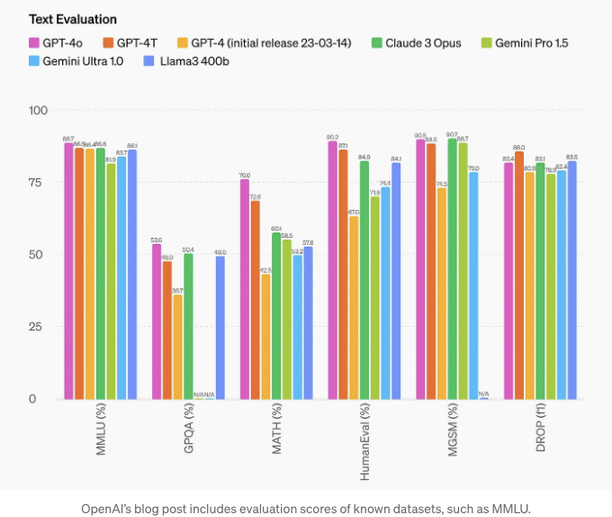 Text Evaluation
GPT-4o GPT-4T GPT-4 (initial release 23-03-14) Claude 3 Opus Gemini Pro 1.5
Gemini Ultra 1.0 Llama3 400b
100
75
50
25
0
88.7 86.5 86.4 86.8 81.9 83.7 86.1
53.6 48.0 35.7 50.4 N/A N/A 48.0
72.6 42.5 60.1 58.5 53.2 57.8
90.2 87.1 67.0 84.9 71.9 74.4 84.1
90.5 88.5 74.5 90.7 88.7 79.0 N/A
83.4 86.0 80.9 83.1 78.9 82.4 83.5
MMLU (%)
GPQA (%)
MATH (%)
HumanEval (%)
MGSM (%)
DROP (f1)
OpenAI's blog post includes evaluation scores of known datasets, such as MMLU.